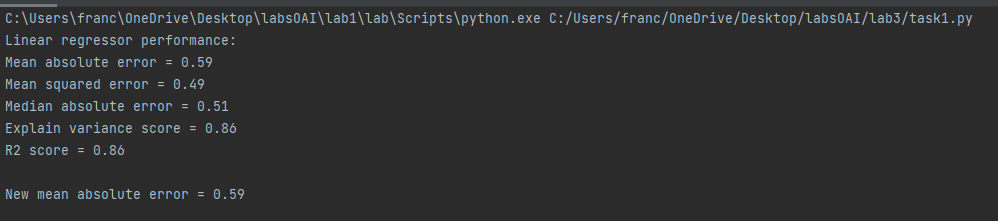 C:\Users\franc\OneDrive\Desktop\labsOAI\lab1\lab\Scripts\python.exe C:/Users/franc/OneDrive/Desktop/labsOAI/lab3/task1.py
Linear regressor performance:
Mean absolute error = 0.59
Mean squared error = 0.49
Median absolute error = 0.51
Explain variance score = 0.86
R2 score = 0.86
New mean absolute error = 0.59